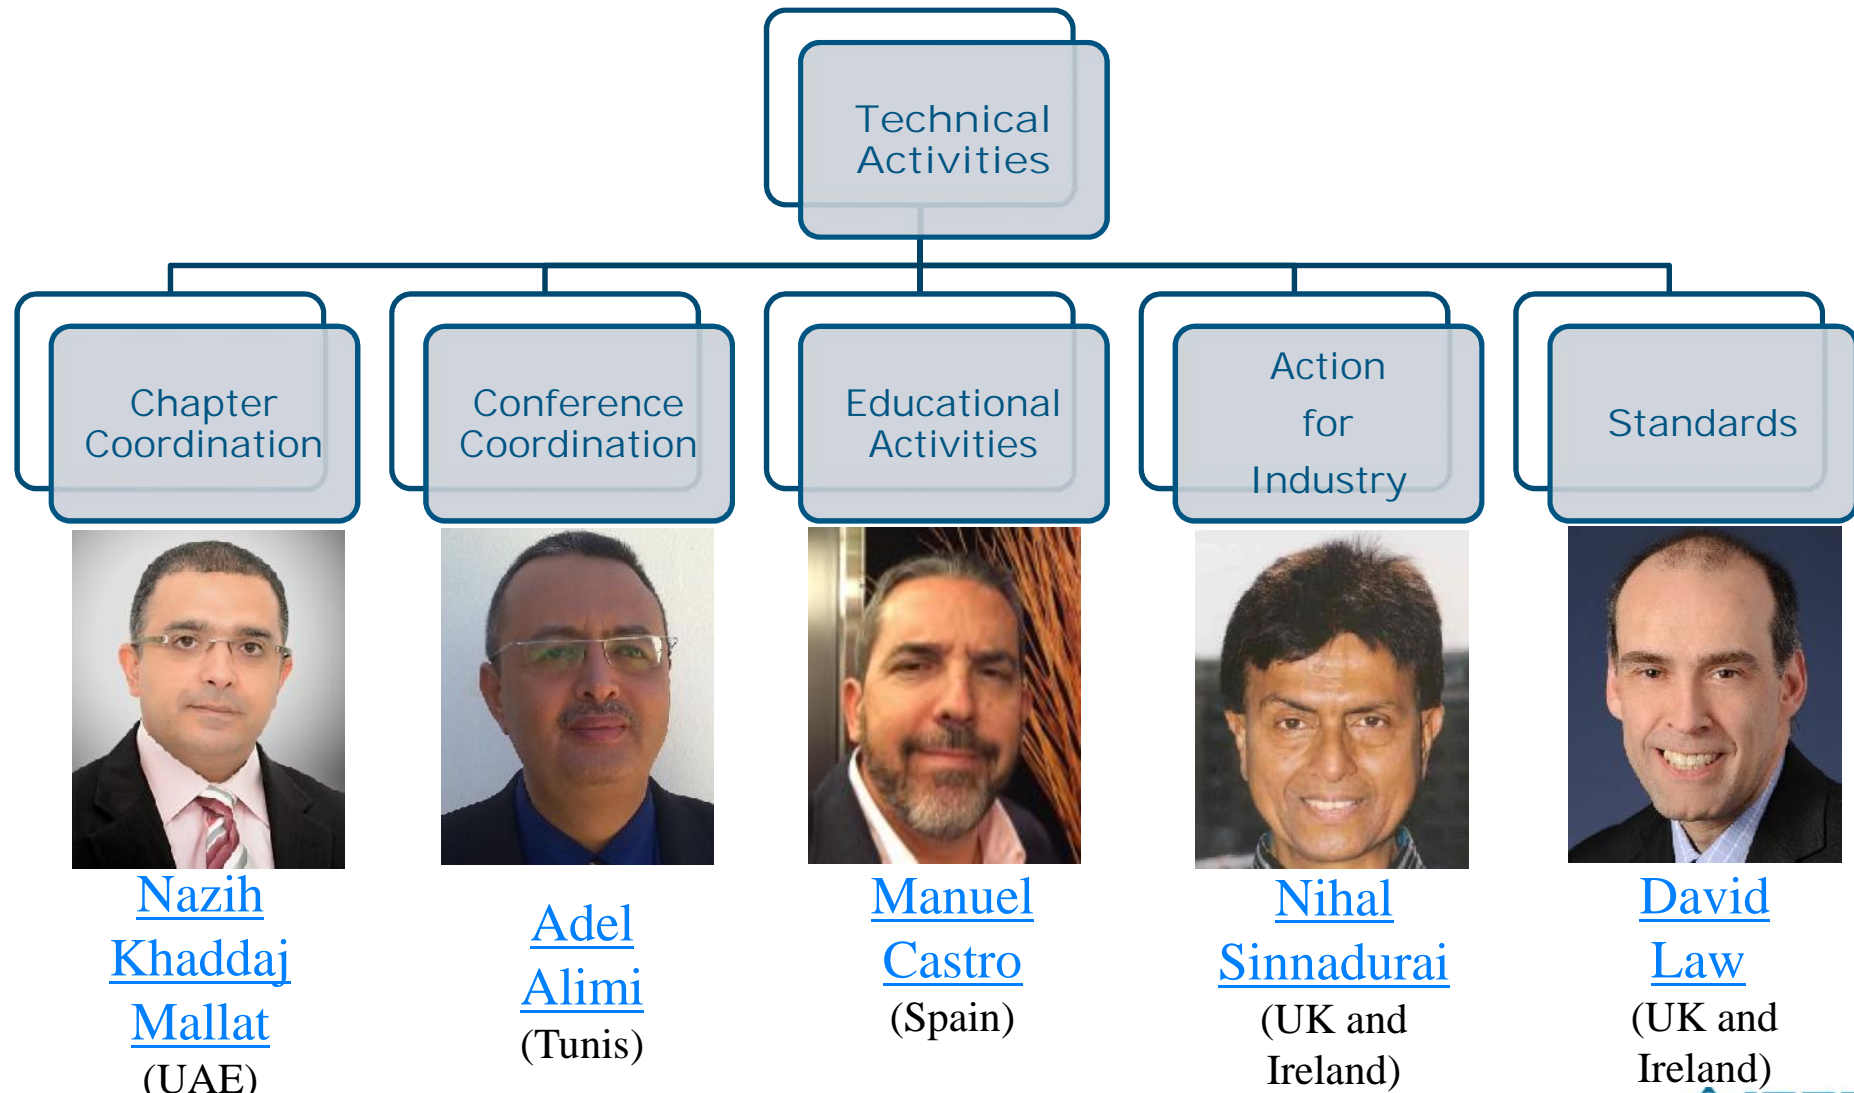 Technical
Activities
Chapter
Coordination
Conference
Coordination
Educational
Activities
Action
for
Industry
Standards
Nazih
Khaddaj
Mallat
(UAE)
Adel
Alimi
(Tunis)
Manuel
Castro
(Spain)
Nihal
Sinnadurai
(UK and
Ireland)
David
Law
(UK and
Ireland)